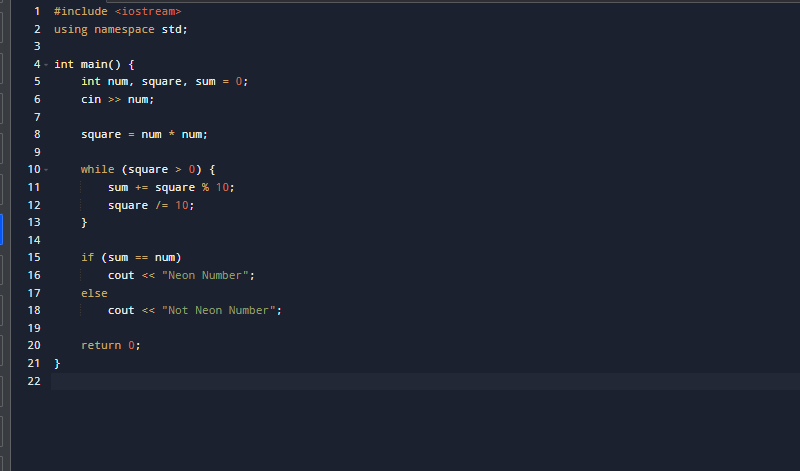 1 #include <iostream>
2 using namespace std;
3
4 int main() {
5     int num, square, sum = 0;
6     cin >> num;
7
8     square = num * num;
9
10     while (square > 0) {
11         sum += square % 10;
12         square /= 10;
13     }
14
15     if (sum == num)
16         cout << "Neon Number";
17     else
18         cout << "Not Neon Number";
19
20     return 0;
21 }
22